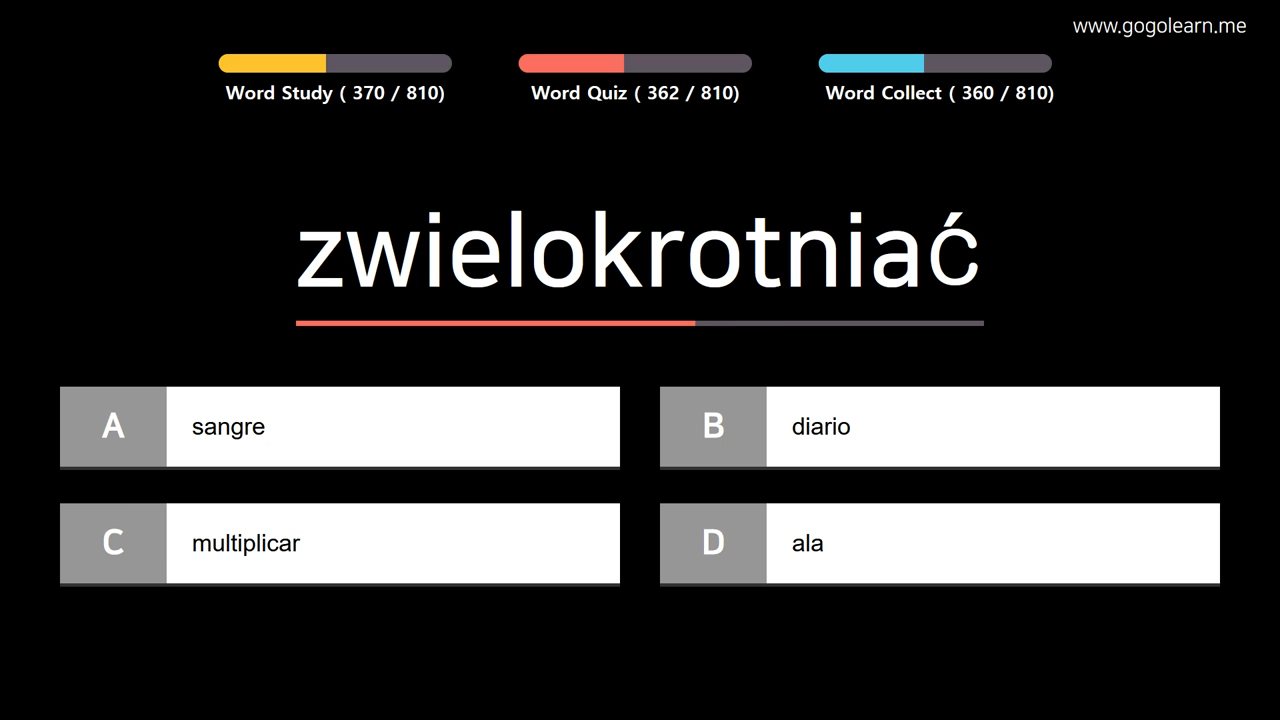 www.gogolearn.me
Word Study ( 370 / 810)
Word Quiz ( 362 / 810)
Word Collect ( 360 / 810)
zwielokrotniać
A sangre
B diario
C multiplicar
D ala